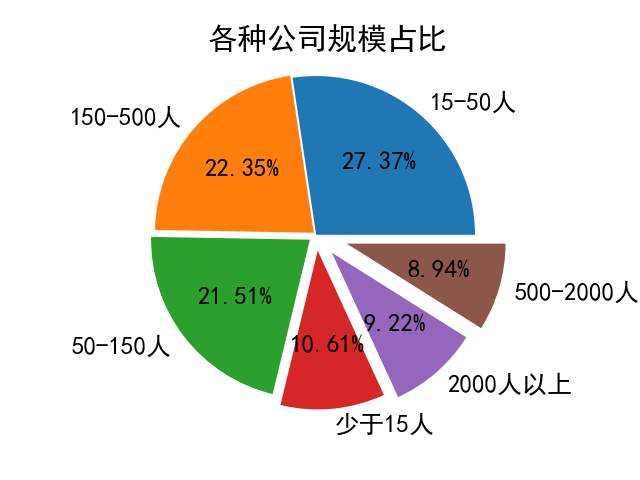 各种公司规模占比
15-50人
150-500人
27.37%
22.35%
8.94%
500-2000人
21.51%
9.22%
10.61%
50-150人
2000人以上
少于15人